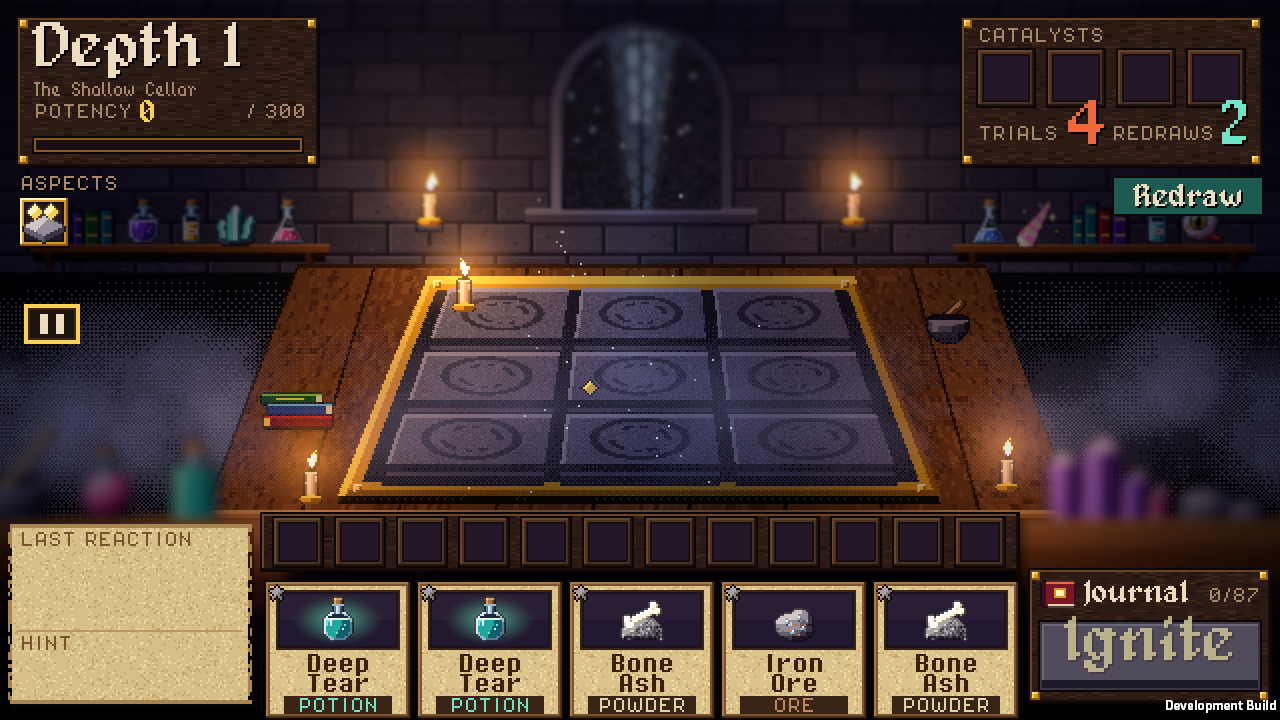 Depth 1
The Shallow Cellar
POTENCY 0 / 300
ASPECTS
CATALYSTS
TRIALS 4 REDRAWS 2
Redraw
LAST REACTION
HINT
Deep
Tear
POTION
Deep
Tear
POTION
Bone
Ash
POWDER
Iron
Ore
ORE
Bone
Ash
POWDER
Journal 0/87
Ignite
Development Build